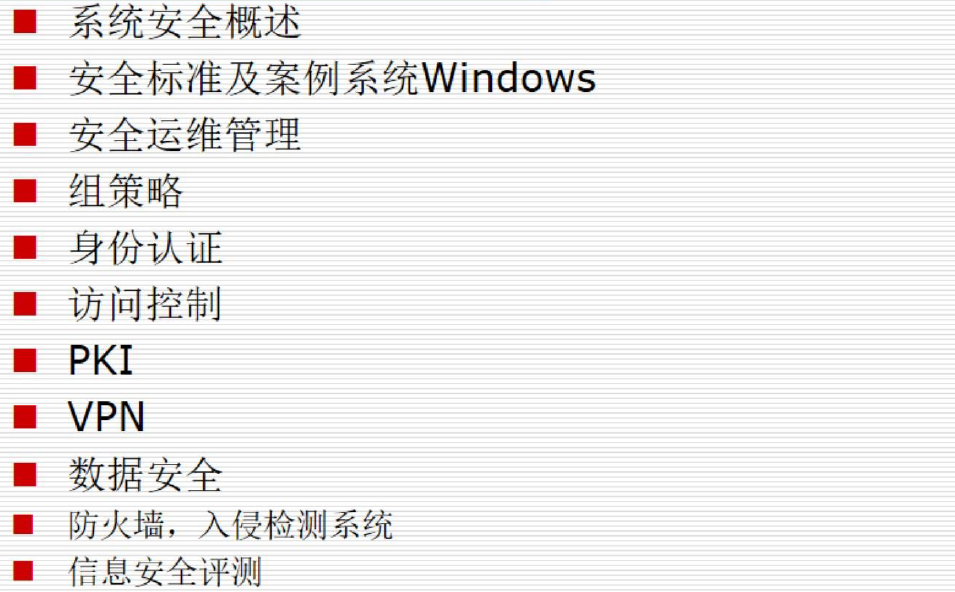 系统安全概述
安全标准及案例系统Windows
安全运维管理
组策略
身份认证
访问控制
PKI
VPN
数据安全
防火墙，入侵检测系统
信息安全评测